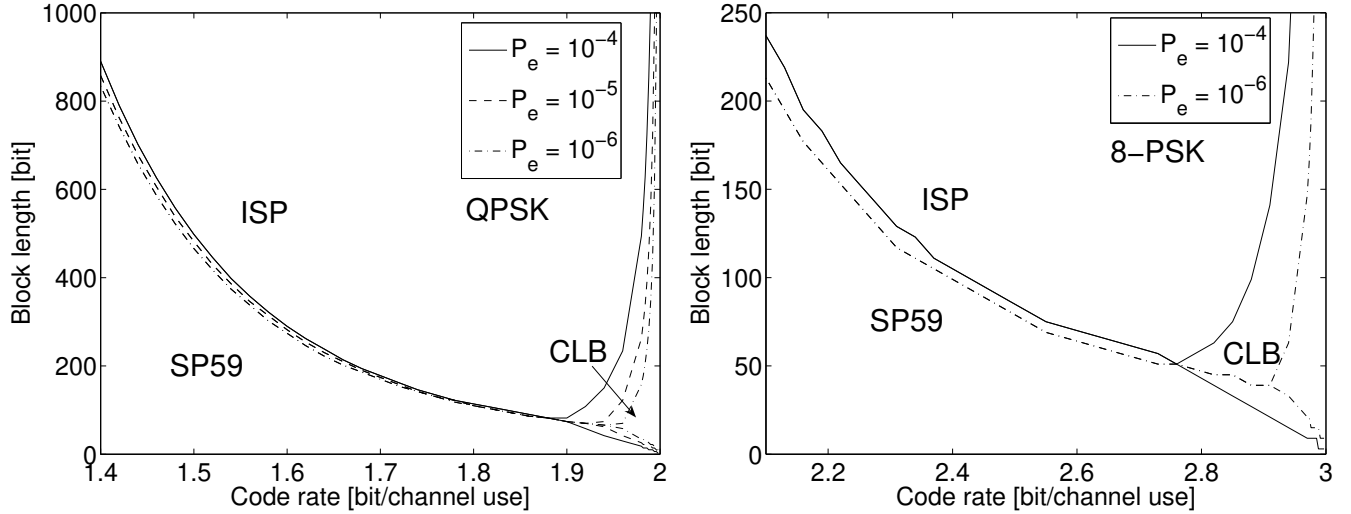 1000
800
600
400
200
0
Block length [bit]
P_e = 10^{-4}
P_e = 10^{-5}
P_e = 10^{-6}
ISP
QPSK
SP59
CLB
1.4 1.5 1.6 1.7 1.8 1.9 2
Code rate [bit/channel use]
250
200
150
100
50
0
Block length [bit]
P_e = 10^{-4}
P_e = 10^{-6}
8−PSK
ISP
SP59
CLB
2.2 2.4 2.6 2.8 3
Code rate [bit/channel use]